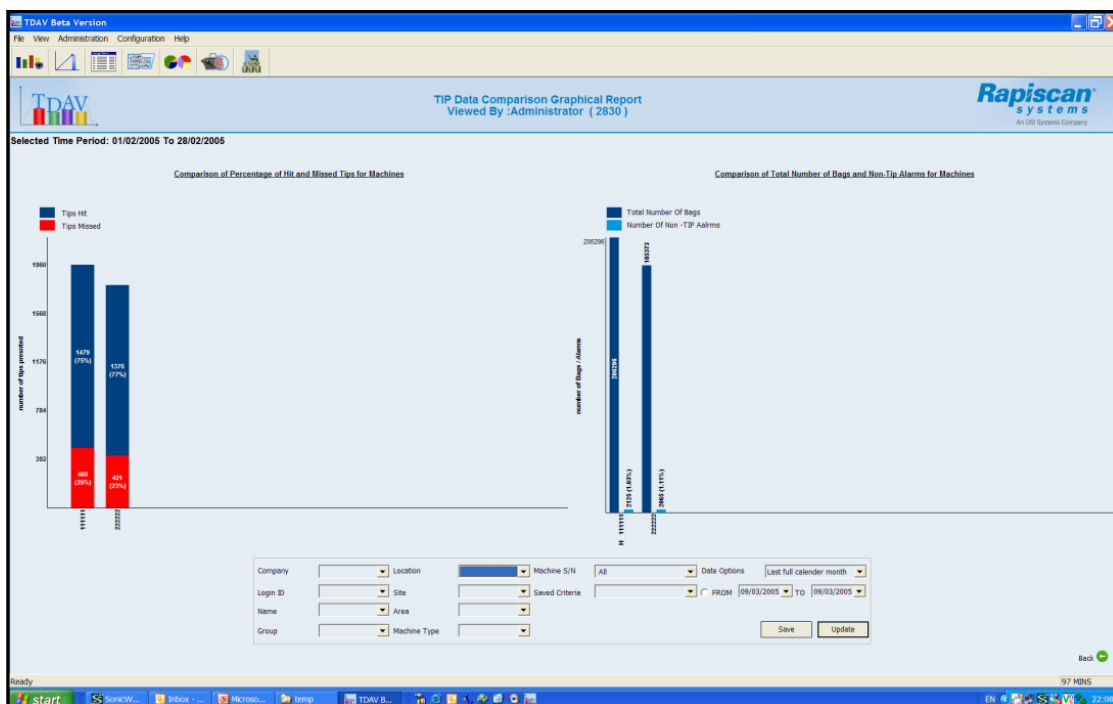 TDAV Beta Version
File View Administration Configuration Help
TDAV
TIP Data Comparison Graphical Report
Viewed By :Administrator ( 2830 )
Rapiscan
systems
An OSI Systems Company
Selected Time Period: 01/02/2005 To 28/02/2005
Comparison of Percentage of Hit and Missed Tips for Machines
Tips Hit
Tips Missed
1960
1568
1176
784
392
number of tips presnted
1479
(75%)
480
(25%)
1376
(77%)
421
(23%)
111111
222222
Comparison of Total Number of Bags and Non-Tip Alarms for Machines
Total Number Of Bags
Number Of Non -TIP Aalrms
206296
number of Bags / Alarms
206296
2125 (1.03%)
185373
2065 (1.11%)
H 111111
222222
Company Location Machine S/N All Date Options Last full calender month
Login ID Site Saved Criteria FROM 09/03/2005 TO 09/03/2005
Name Area
Group Machine Type Save Update
Back
Ready 97 MINS
start SonicW... Inbox - ... Microso... temp TDAV B... EN 22:08